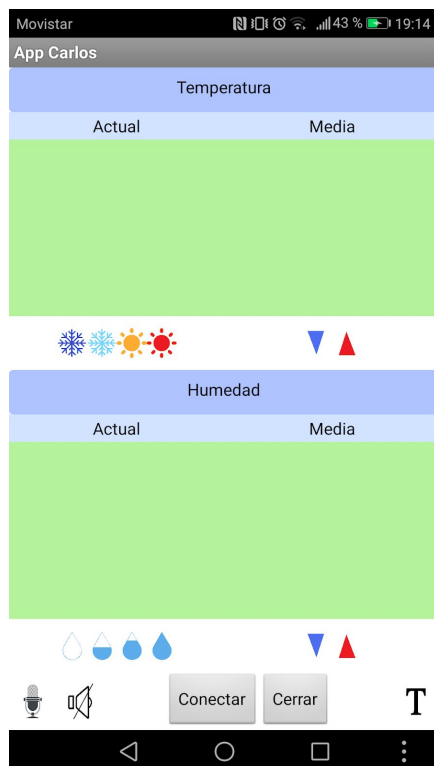 Movistar 43 % 19:14
App Carlos
Temperatura
Actual Media
Humedad
Actual Media
Conectar Cerrar T